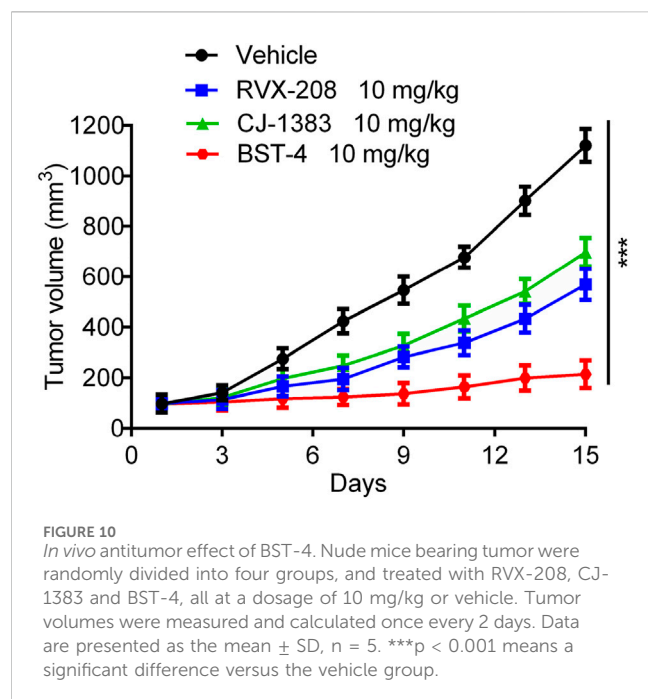 Vehicle
RVX-208 10 mg/kg
CJ-1383 10 mg/kg
BST-4 10 mg/kg
Tumor volume (mm³)
1200
1000
800
600
400
200
0
0 3 6 9 12 15
Days
***
FIGURE 10
In vivo antitumor effect of BST-4. Nude mice bearing tumor were
randomly divided into four groups, and treated with RVX-208, CJ-
1383 and BST-4, all at a dosage of 10 mg/kg or vehicle. Tumor
volumes were measured and calculated once every 2 days. Data
are presented as the mean ± SD, n = 5. ***p < 0.001 means a
significant difference versus the vehicle group.